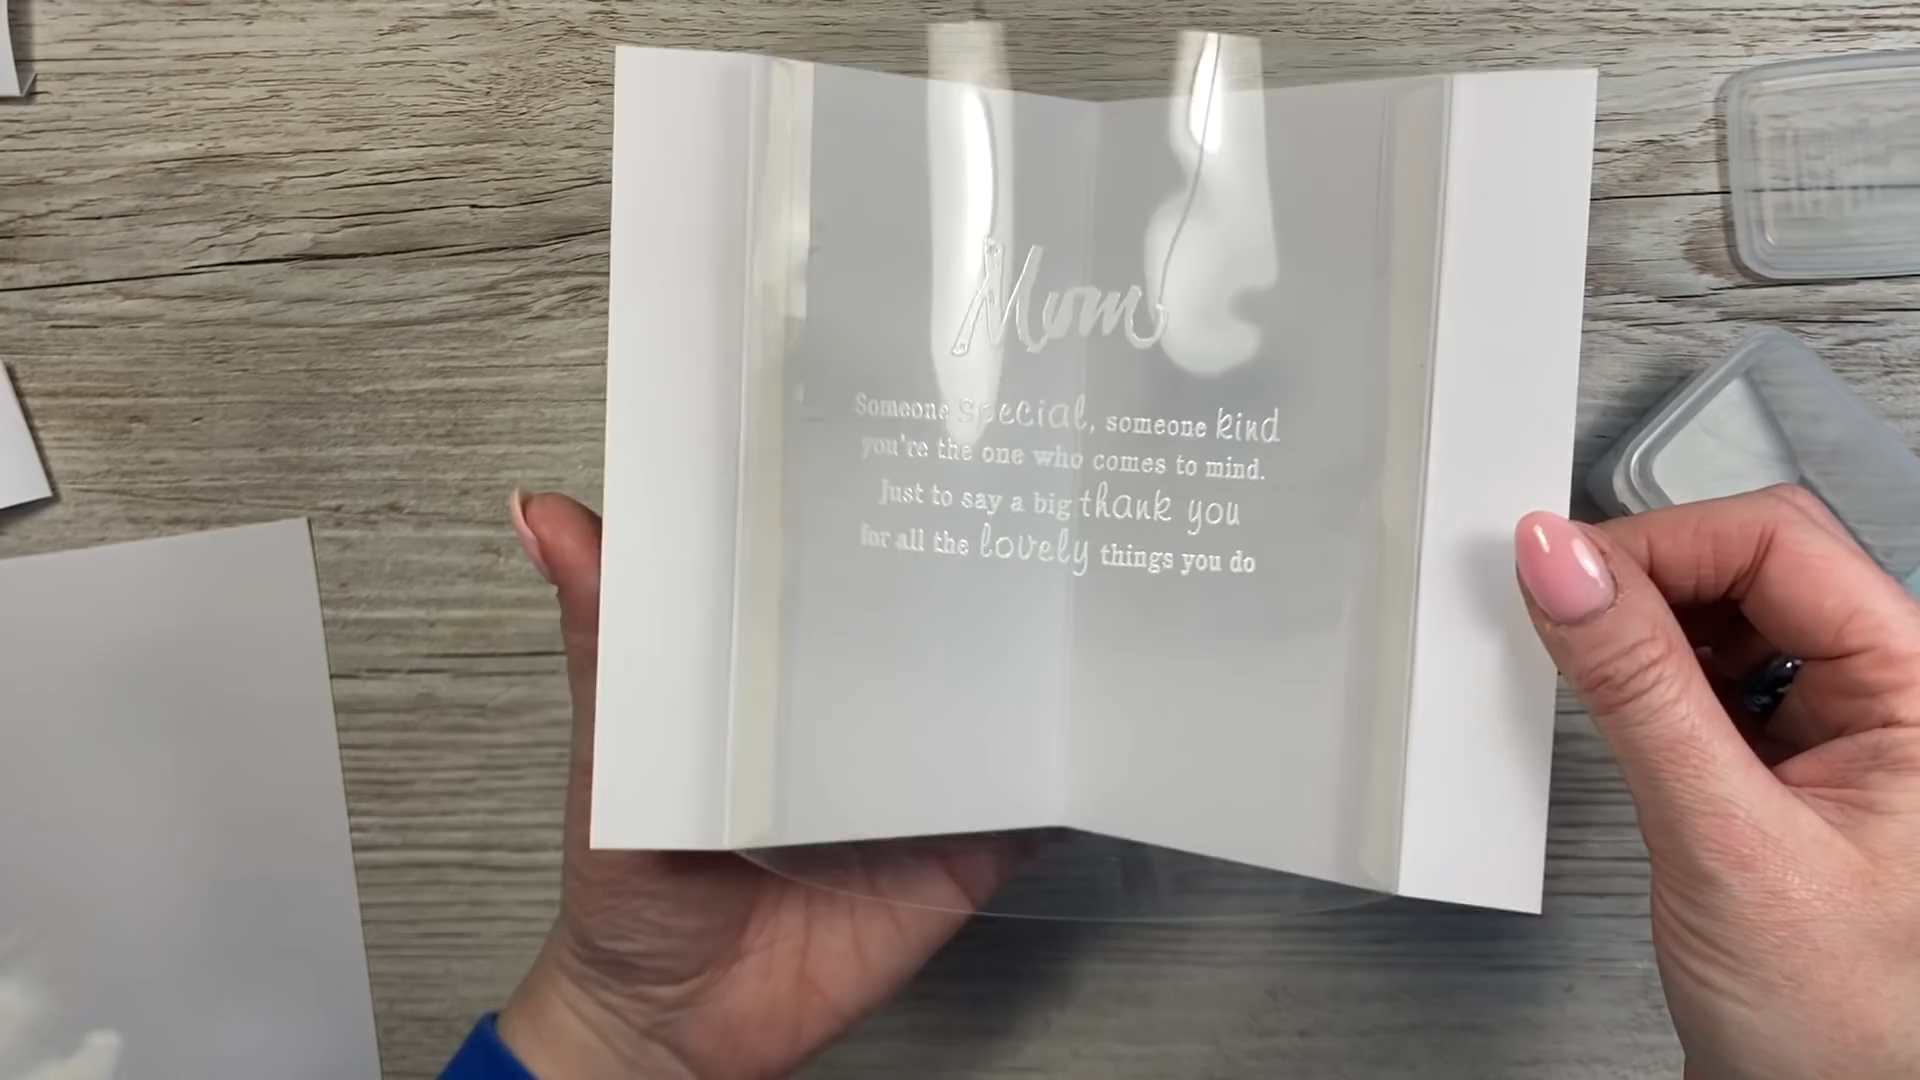 Mom
Someone special, someone kind
you're the one who comes to mind.
Just to say a big thank you
for all the lovely things you do